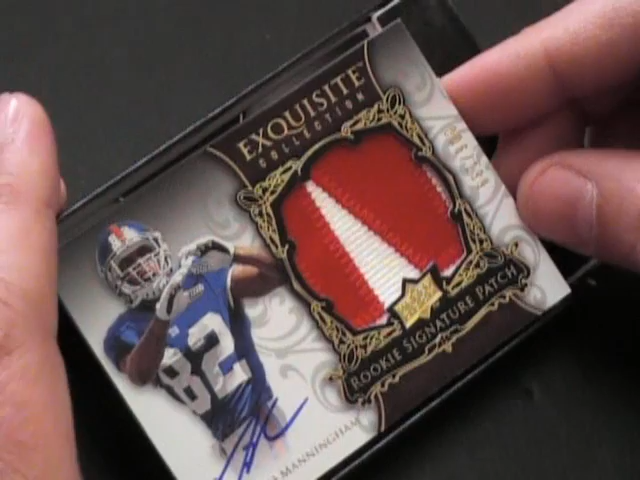 EXQUISITE
COLLECTION
ROOKIE SIGNATURE PATCH
82
MANNINGHAM